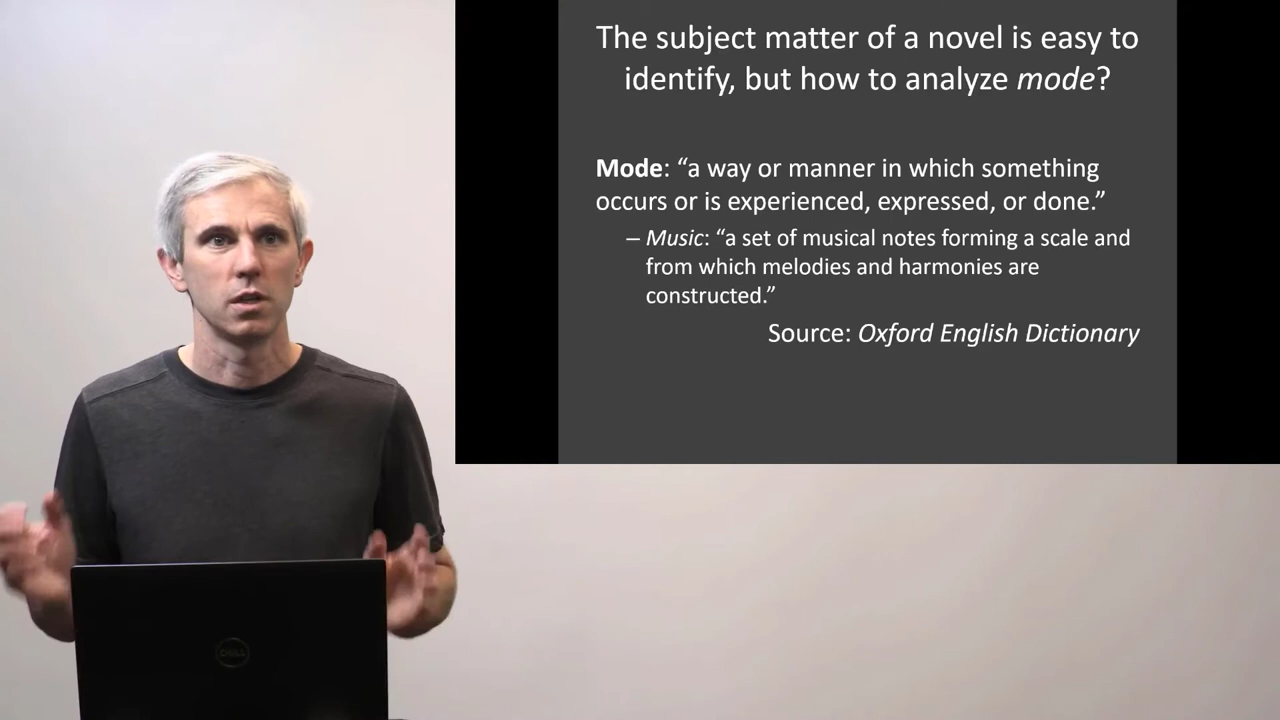 The subject matter of a novel is easy to
identify, but how to analyze mode?
Mode: “a way or manner in which something
occurs or is experienced, expressed, or done.”
– Music: “a set of musical notes forming a scale and
from which melodies and harmonies are
constructed.”
Source: Oxford English Dictionary
DELL